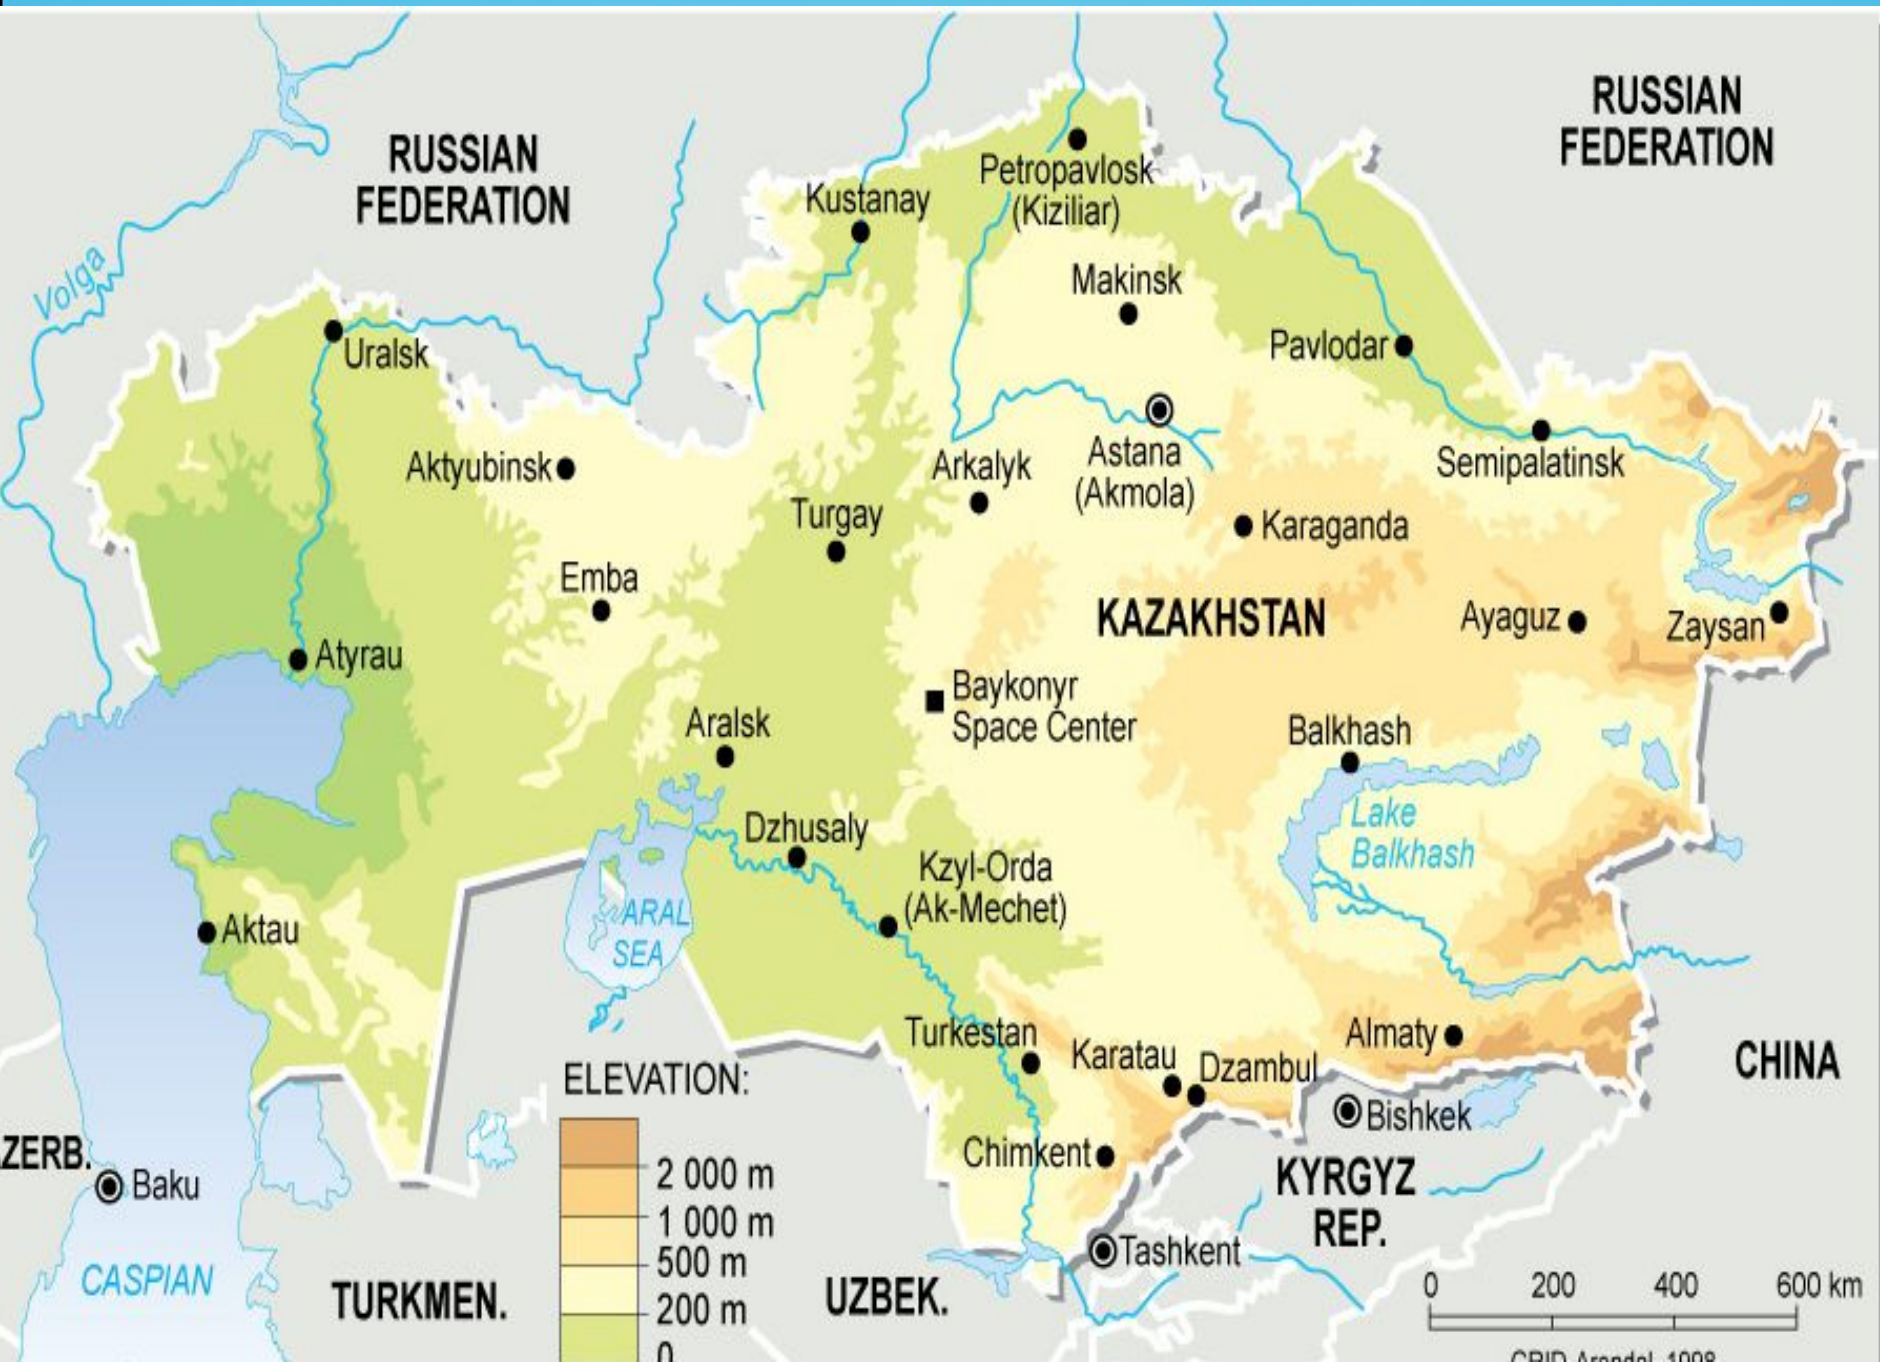 RUSSIAN
FEDERATION
RUSSIAN
FEDERATION
Petropavlosk
(Kiziliar)
Kustanay
Volga
Makinsk
Uralsk
Pavlodar
Aktyubinsk
Arkalyk
Astana
(Akmola)
Semipalatinsk
Turgay
Karaganda
Emba
KAZAKHSTAN
Ayaguz
Zaysan
Atyrau
Baykonyr
Space Center
Aralsk
Balkhash
Lake
Balkhash
Dzhusaly
Kzyl-Orda
(Ak-Mechet)
ARAL
SEA
Aktau
Turkestan
Karatau
Dzambul
Almaty
CHINA
ELEVATION:
Bishkek
ZERB.
Baku
Chimkent
2 000 m
1 000 m
500 m
200 m
0
KYRGYZ
REP.
Tashkent
CASPIAN
TURKMEN.
UZBEK.
0 200 400 600 km
GRID Arendal 1998